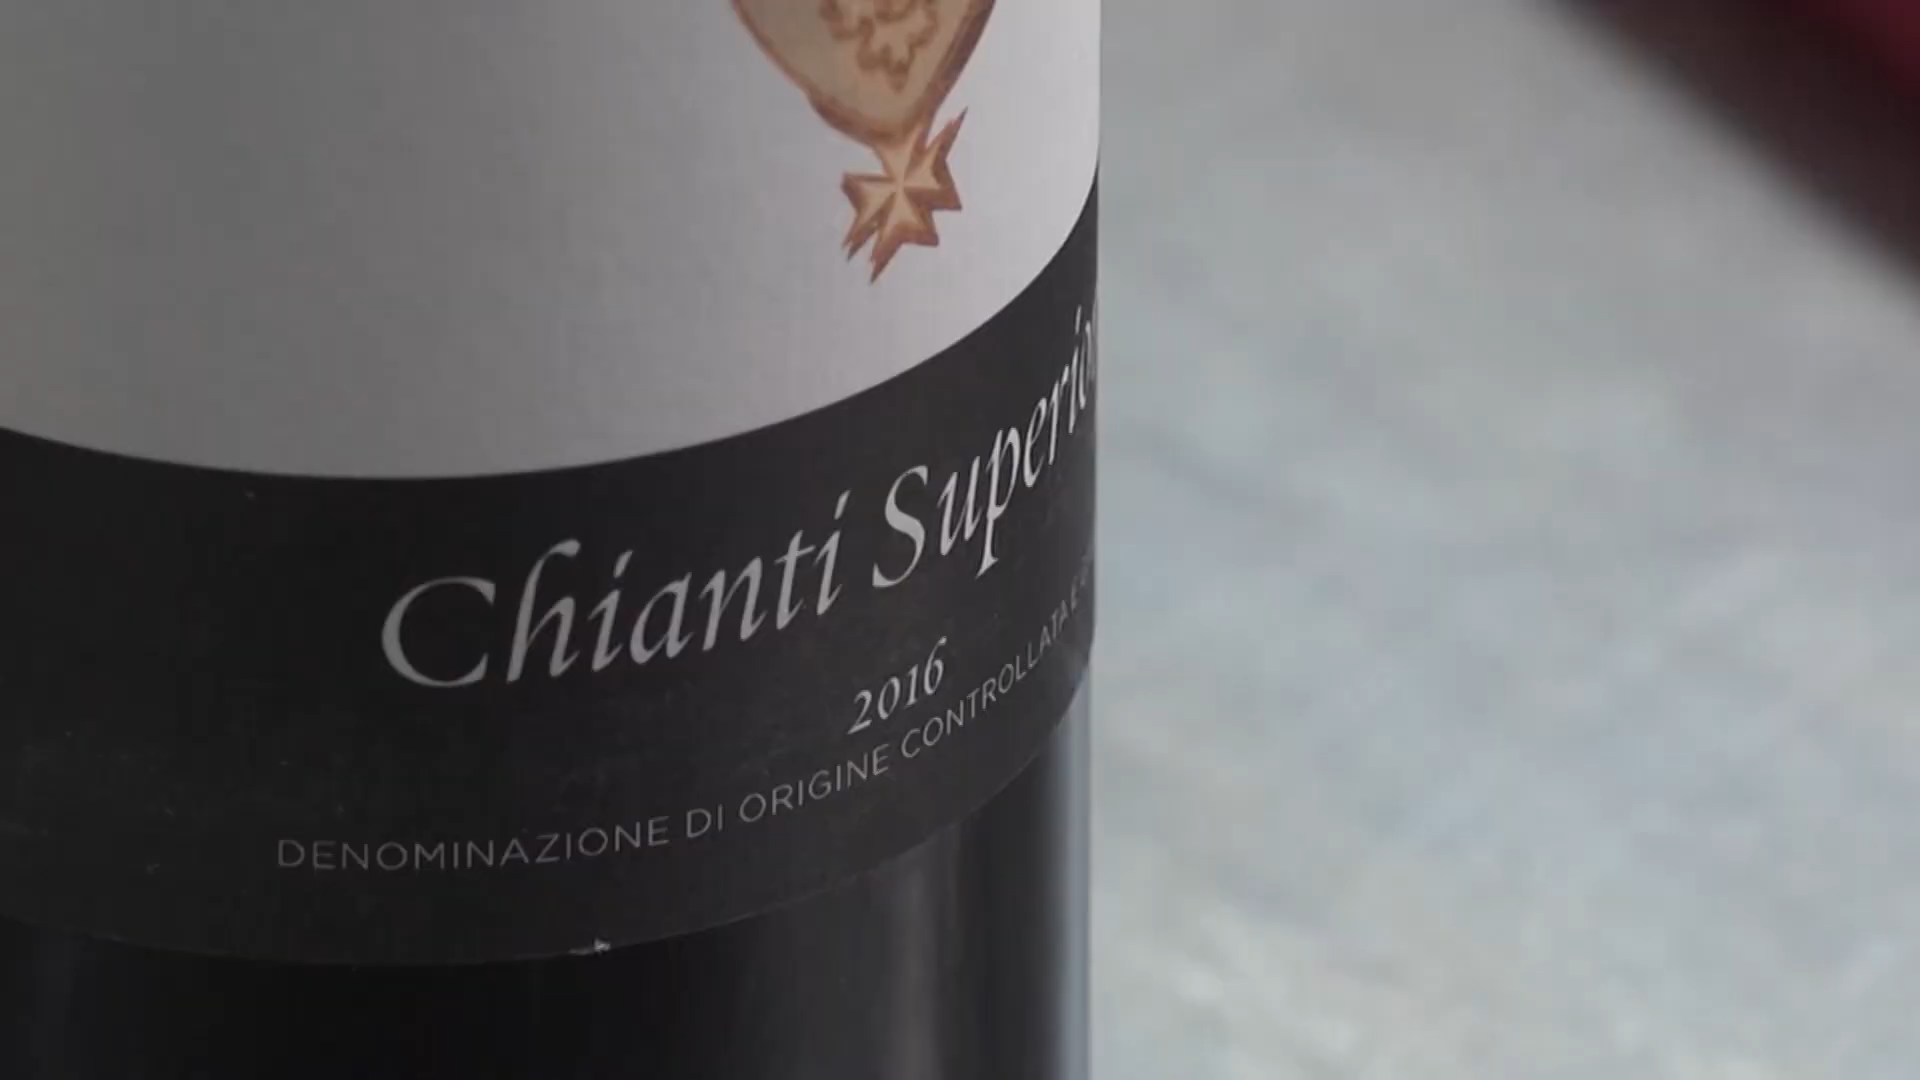 Chianti Superio
2016
DENOMINAZIONE DI ORIGINE CONTROLLATA E